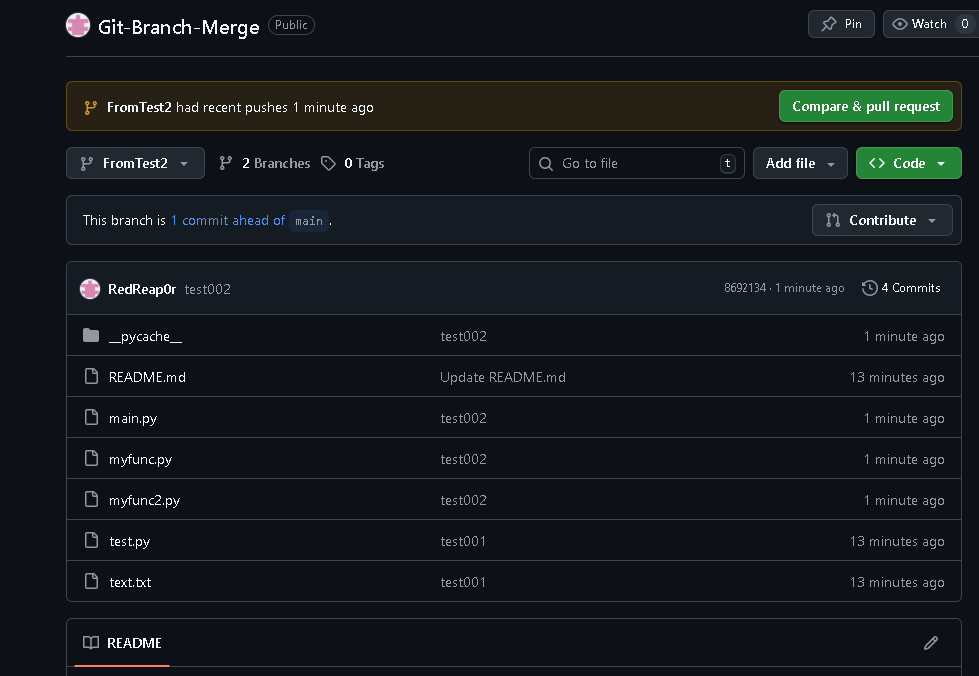 Git-Branch-Merge Public Pin Watch 0
FromTest2 had recent pushes 1 minute ago Compare & pull request
FromTest2 2 Branches 0 Tags Go to file t Add file Code
This branch is 1 commit ahead of main . Contribute
RedReap0r test002 8692134 · 1 minute ago 4 Commits
__pycache__ test002 1 minute ago
README.md Update README.md 13 minutes ago
main.py test002 1 minute ago
myfunc.py test002 1 minute ago
myfunc2.py test002 1 minute ago
test.py test001 13 minutes ago
text.txt test001 13 minutes ago
README